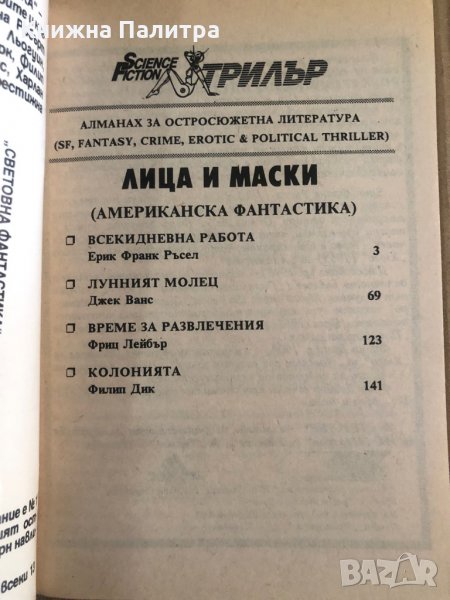 Книжна Палитра
SCIENCE FICTION ТРИЛЪР
АЛМАНАХ ЗА ОСТРОСЮЖЕТНА ЛИТЕРАТУРА
(SF, FANTASY, CRIME, EROTIC & POLITICAL THRILLER)
ЛИЦА И МАСКИ
(АМЕРИКАНСКА ФАНТАСТИКА)
ВСЕКИДНЕВНА РАБОТА
Ерик Франк Ръсел 3
ЛУННИЯТ МОЛЕЦ
Джек Ванс 69
ВРЕМЕ ЗА РАЗВЛЕЧЕНИЯ
Фриц Лейбър 123
КОЛОНИЯТА
Филип Дик 141
„СВЕТОВНА ФАНТАСТИКА“
bazar.bg